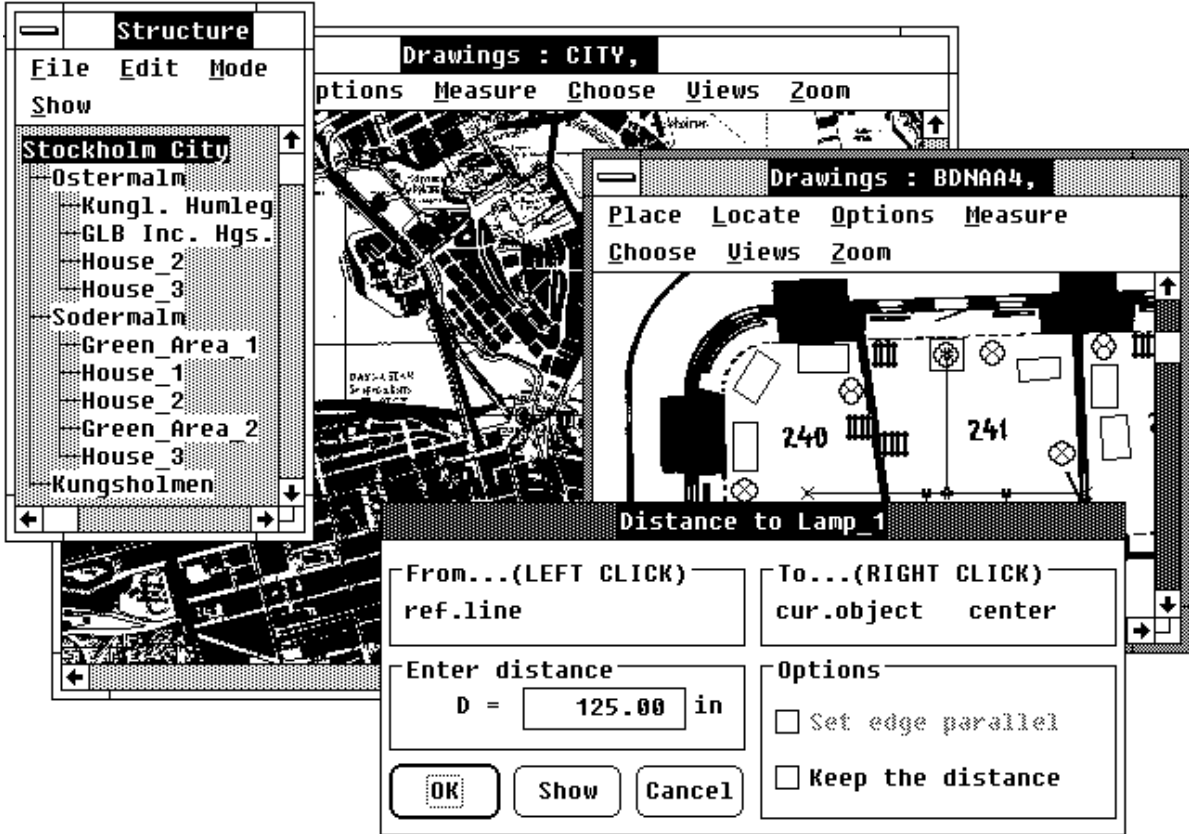 Structure
File Edit Mode
Show
Stockholm City
Ostermalm
Kungl. Humleg
GLB Inc. Hgs.
House_2
House_3
Sodermalm
Green_Area_1
House_1
House_2
Green_Area_2
House_3
Kungsholmen
Drawings : CITY,
ptions Measure Choose Views Zoom
Drawings : BDNAA4,
Place Locate Options Measure
Choose Views Zoom
240
241
Distance to Lamp_1
From...(LEFT CLICK)
ref.line
To...(RIGHT CLICK)
cur.object center
Enter distance
D = 125.00 in
Options
Set edge parallel
Keep the distance
OK Show Cancel